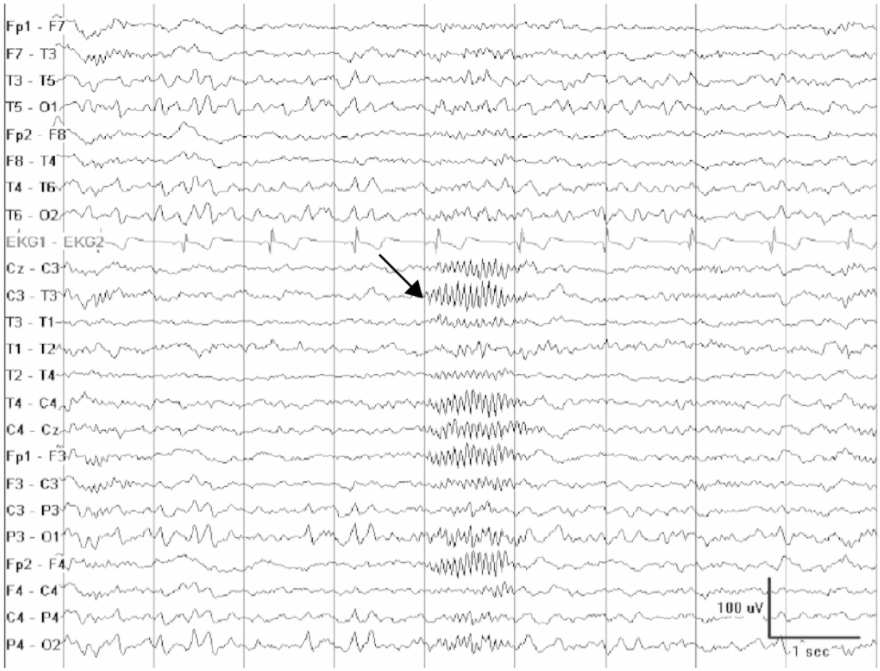 Fp1 - F7
F7 - T3
T3 - T5
T5 - O1
Fp2 - F8
F8 - T4
T4 - T6
T6 - O2
EKG1 - EKG2
Cz - C3
C3 - T3
T3 - T1
T1 - T2
T2 - T4
T4 - C4
C4 - Cz
Fp1 - F3
F3 - C3
C3 - P3
P3 - O1
Fp2 - F4
F4 - C4
C4 - P4
100 uV
P4 - O2
1 sec